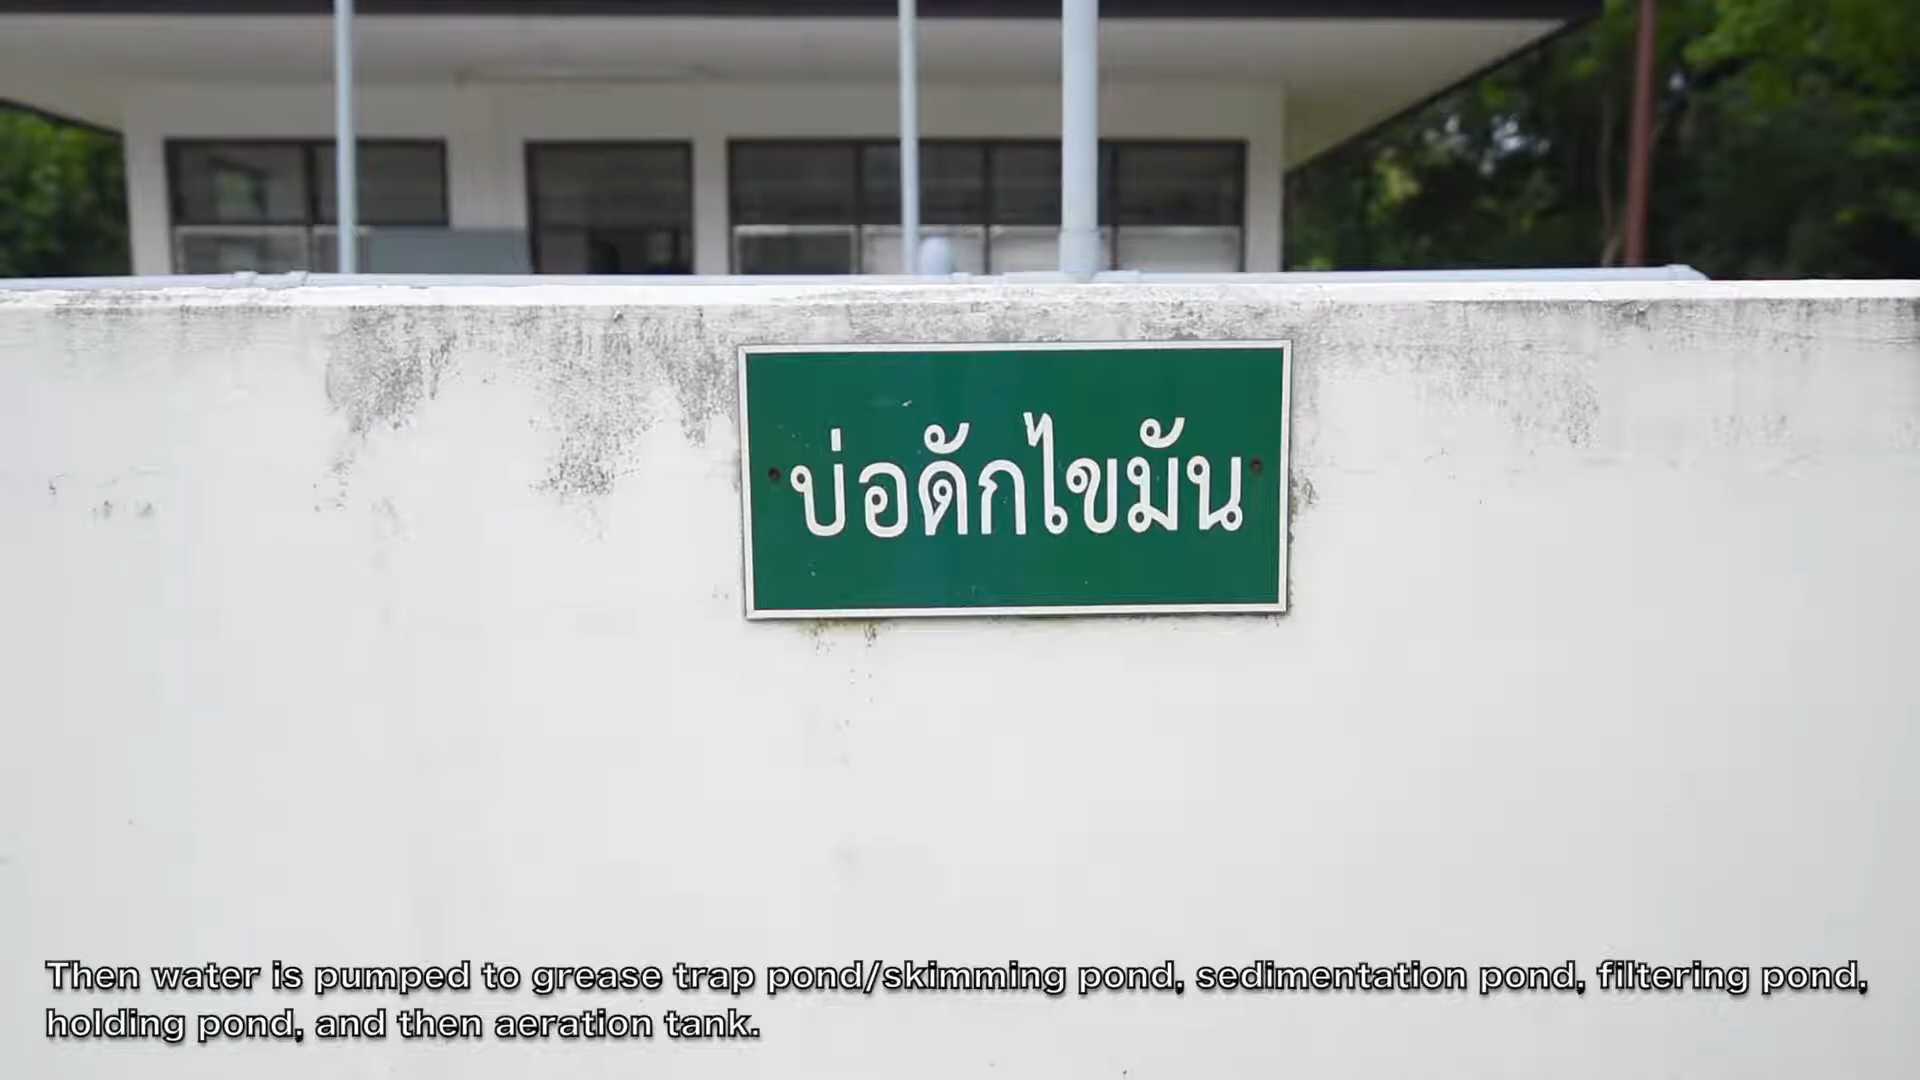 บ่อดักไขมัน
Then water is pumped to grease trap pond/skimming pond, sedimentation pond, filtering pond,
holding pond, and then aeration tank.